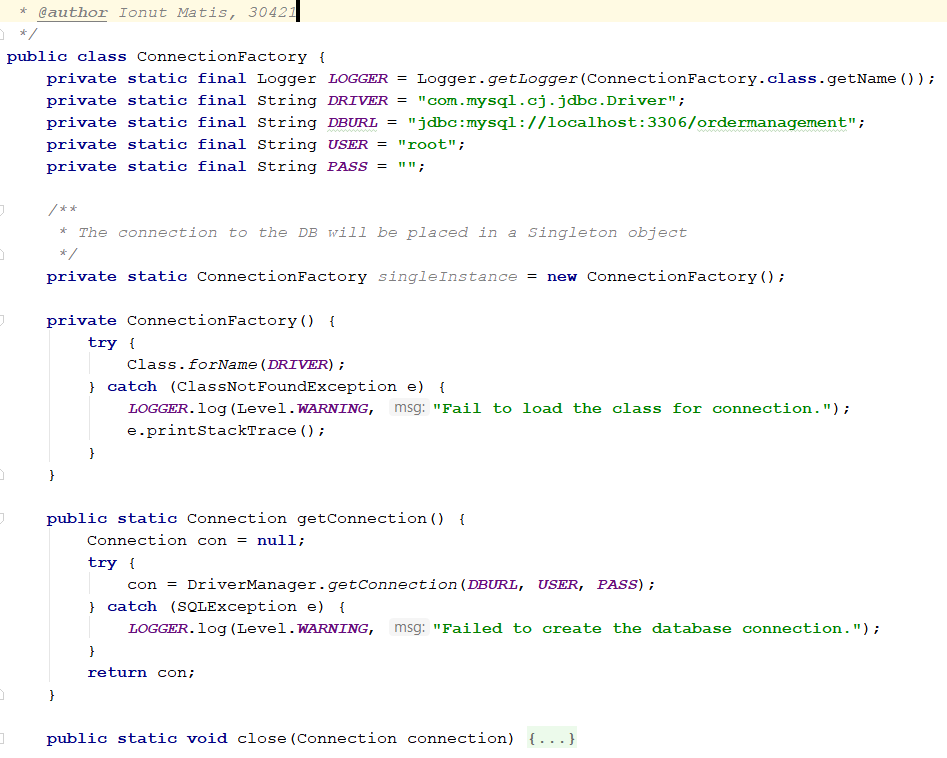 * @author Ionut Matis, 30421
 */
public class ConnectionFactory {
    private static final Logger LOGGER = Logger.getLogger(ConnectionFactory.class.getName());
    private static final String DRIVER = "com.mysql.cj.jdbc.Driver";
    private static final String DBURL = "jdbc:mysql://localhost:3306/ordermanagement";
    private static final String USER = "root";
    private static final String PASS = "";

    /**
     * The connection to the DB will be placed in a Singleton object
     */
    private static ConnectionFactory singleInstance = new ConnectionFactory();

    private ConnectionFactory() {
        try {
            Class.forName(DRIVER);
        } catch (ClassNotFoundException e) {
            LOGGER.log(Level.WARNING, msg: "Fail to load the class for connection.");
            e.printStackTrace();
        }
    }

    public static Connection getConnection() {
        Connection con = null;
        try {
            con = DriverManager.getConnection(DBURL, USER, PASS);
        } catch (SQLException e) {
            LOGGER.log(Level.WARNING, msg: "Failed to create the database connection.");
        }
        return con;
    }

    public static void close(Connection connection) {...}